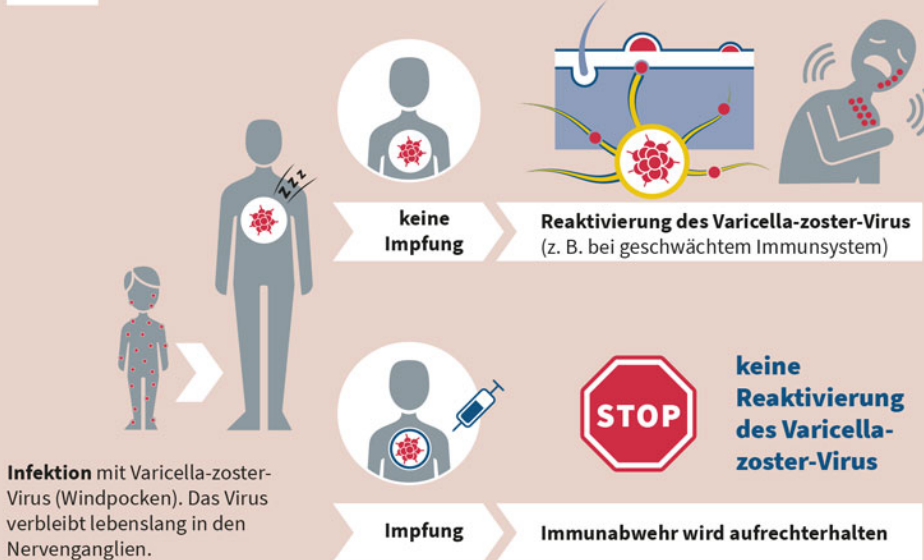 zzz
keine
Impfung
Reaktivierung des Varicella-zoster-Virus
(z. B. bei geschwächtem Immunsystem)
Infektion mit Varicella-zoster-
Virus (Windpocken). Das Virus
verbleibt lebenslang in den
Nervenganglien.
STOP
keine
Reaktivierung
des Varicella-
zoster-Virus
Impfung
Immunabwehr wird aufrechterhalten